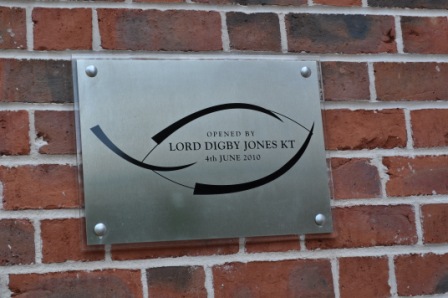 OPENED BY
LORD DIGBY JONES KT
4th JUNE 2010